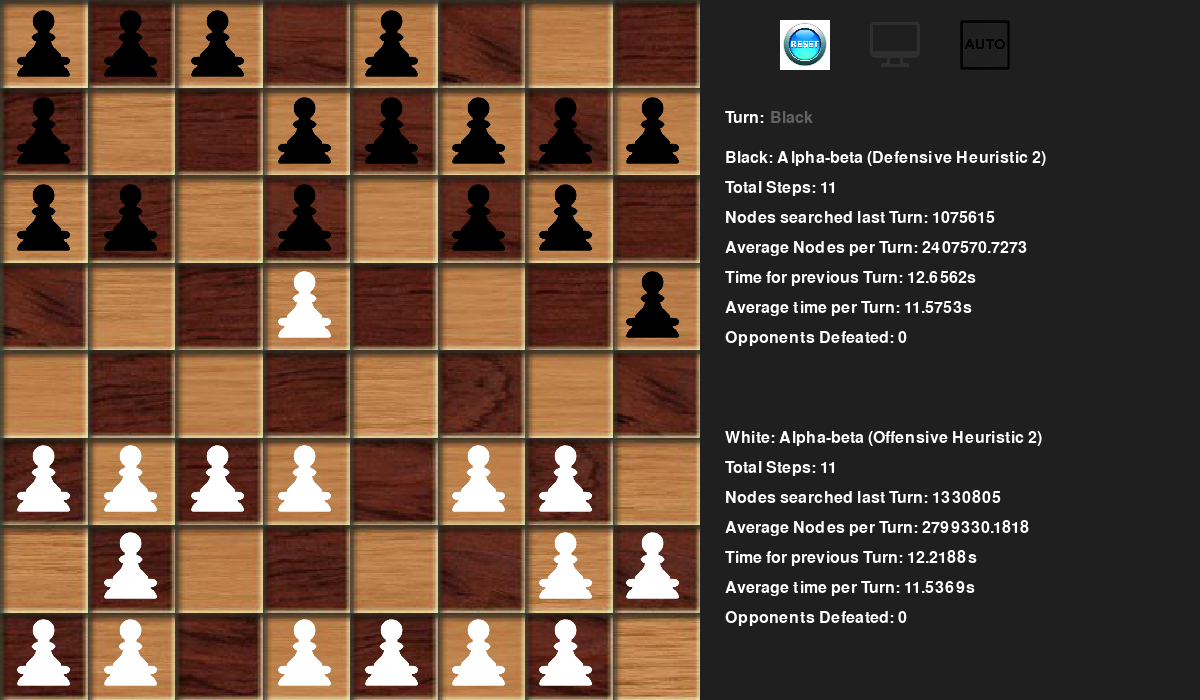 RESET
AUTO
Turn: Black
Black: Alpha-beta (Defensive Heuristic 2)
Total Steps: 11
Nodes searched last Turn: 1075615
Average Nodes per Turn: 2407570.7273
Time for previous Turn: 12.6562s
Average time per Turn: 11.5753s
Opponents Defeated: 0
White: Alpha-beta (Offensive Heuristic 2)
Total Steps: 11
Nodes searched last Turn: 1330805
Average Nodes per Turn: 2799330.1818
Time for previous Turn: 12.2188s
Average time per Turn: 11.5369s
Opponents Defeated: 0